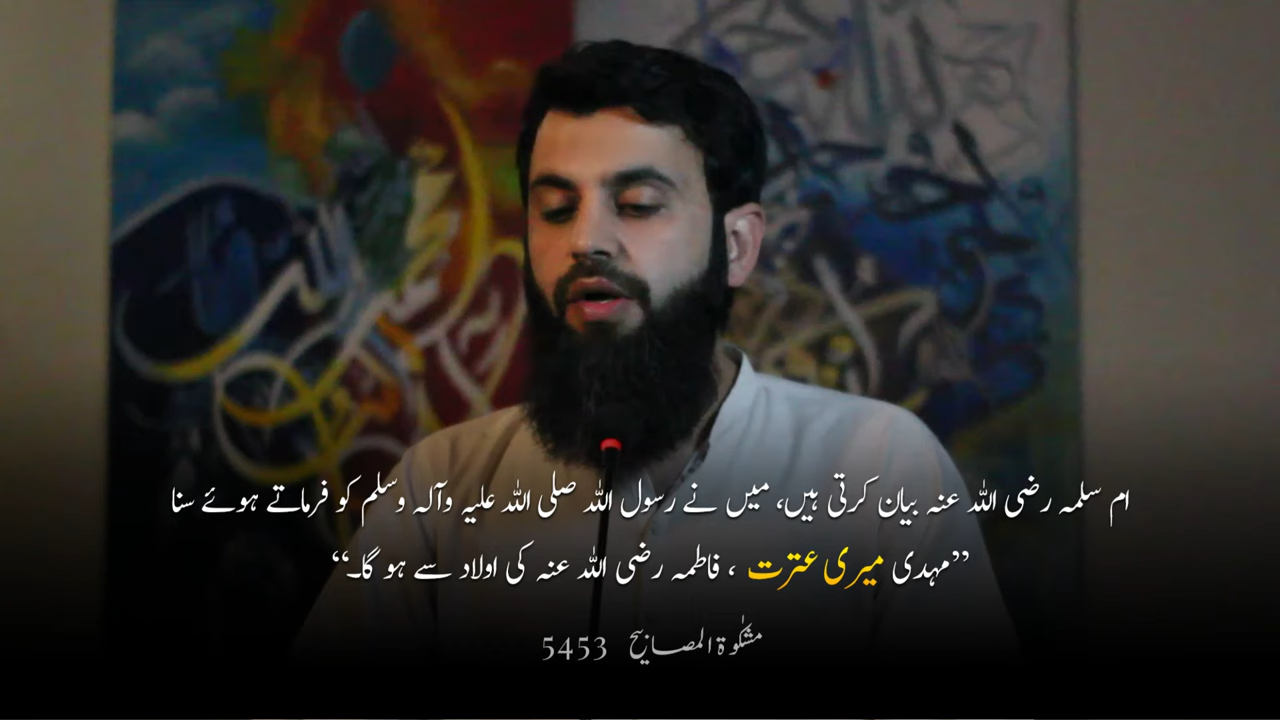 ام سلمہ رضی اللہ عنہ بیان کرتی ہیں، میں نے رسول اللہ صلی اللہ علیہ وآلہ وسلم کو فرماتے ہوئے سنا
”مہدی میری عترت ، فاطمہ رضی اللہ عنہ کی اولاد سے ہو گا۔“
مشکوٰۃ المصابیح 5453